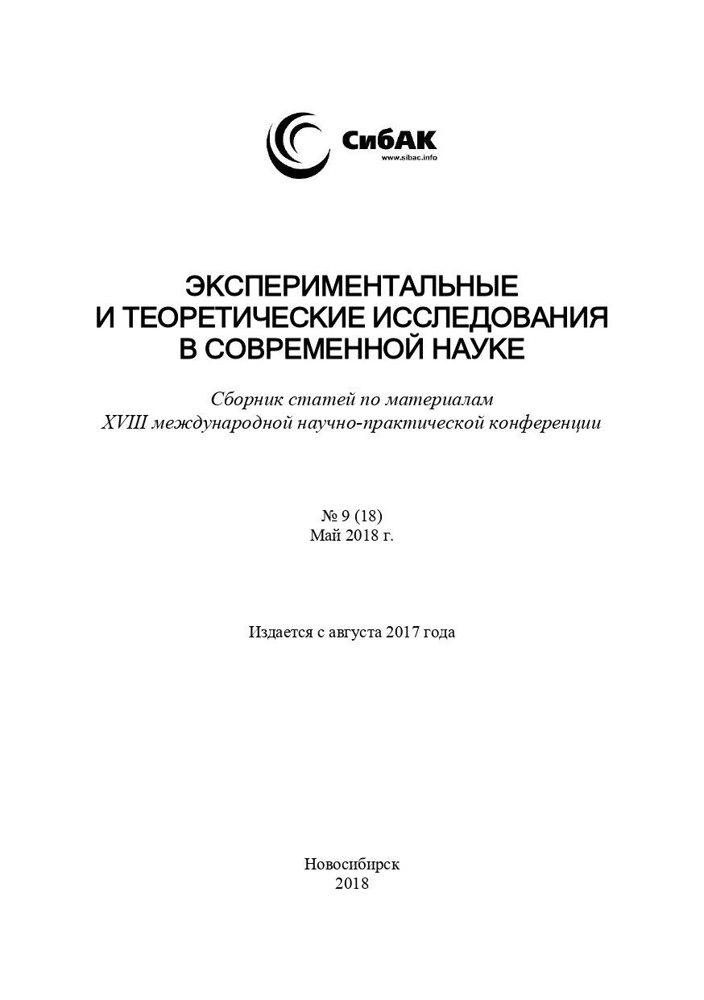 СибАК
www.sibac.info
ЭКСПЕРИМЕНТАЛЬНЫЕ
И ТЕОРЕТИЧЕСКИЕ ИССЛЕДОВАНИЯ
В СОВРЕМЕННОЙ НАУКЕ
Сборник статей по материалам
XVIII международной научно-практической конференции
№ 9 (18)
Май 2018 г.
Издается с августа 2017 года
Новосибирск
2018